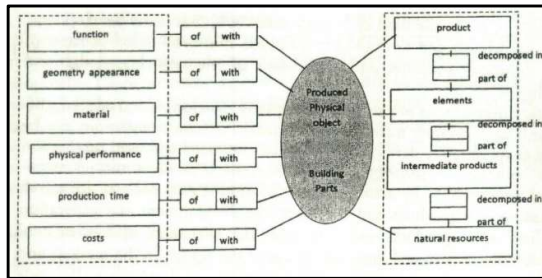 function
of with
geometry appearance
of with
material
of with
physical performance
of with
production time
of with
costs
of with
Produced
Physical
object
Building
Parts
product
decomposed in
part of
elements
decomposed in
part of
intermediate products
decomposed in
part of
natural resources